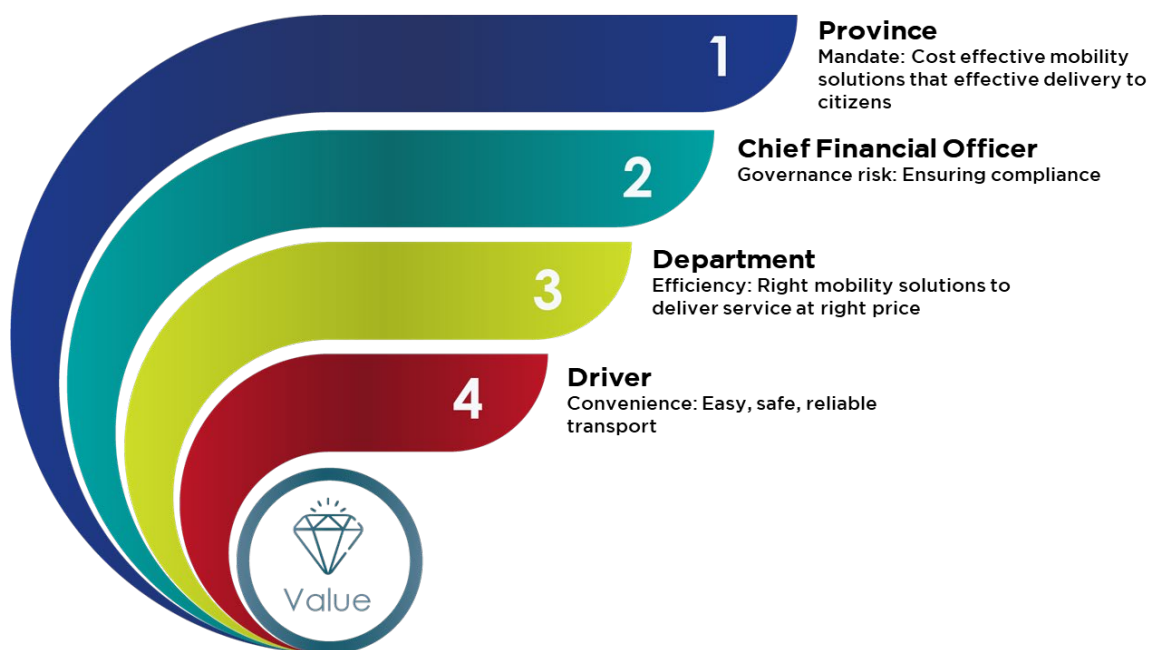 1
Province
Mandate: Cost effective mobility
solutions that effective delivery to
citizens
2
Chief Financial Officer
Governance risk: Ensuring compliance
3
Department
Efficiency: Right mobility solutions to
deliver service at right price
4
Driver
Convenience: Easy, safe, reliable
transport
Value